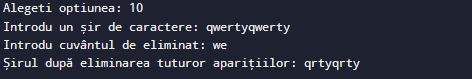 Alegeti optiunea: 10
Introdu un șir de caractere: qwertyqwerty
Introdu cuvântul de eliminat: we
Șirul după eliminarea tuturor aparițiilor: qrtyqrty